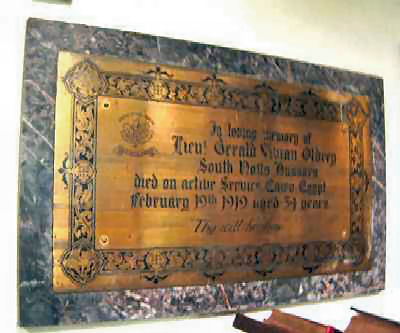 In loving memory of
Lieut Gerald Vivian Oldrey
South Notts Hussars
died on active Service Cairo Egypt
February 19th 1919 aged 34 years.
Thy will be done